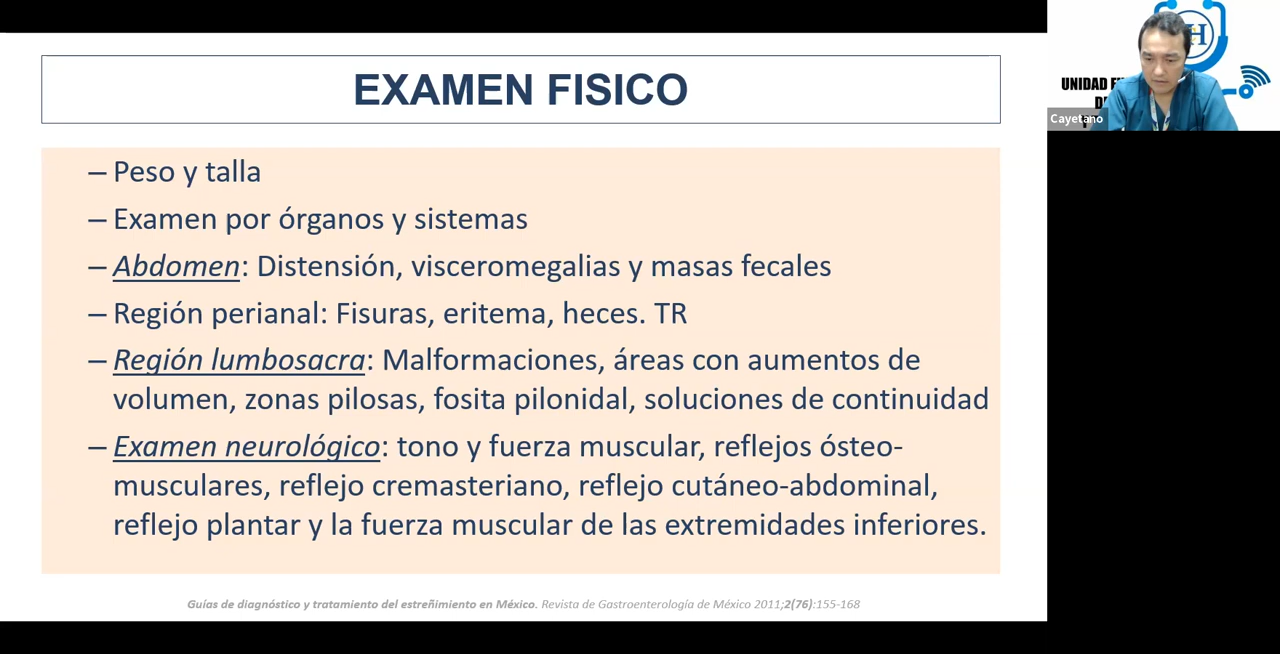 EXAMEN FISICO
– Peso y talla
– Examen por órganos y sistemas
– Abdomen: Distensión, visceromegalias y masas fecales
– Región perianal: Fisuras, eritema, heces. TR
– Región lumbosacra: Malformaciones, áreas con aumentos de
volumen, zonas pilosas, fosita pilonidal, soluciones de continuidad
– Examen neurológico: tono y fuerza muscular, reflejos ósteo-
musculares, reflejo cremasteriano, reflejo cutáneo-abdominal,
reflejo plantar y la fuerza muscular de las extremidades inferiores.
Guías de diagnóstico y tratamiento del estreñimiento en México. Revista de Gastroenterología de México 2011;2(76):155-168
H
UNIDAD
Cayetano